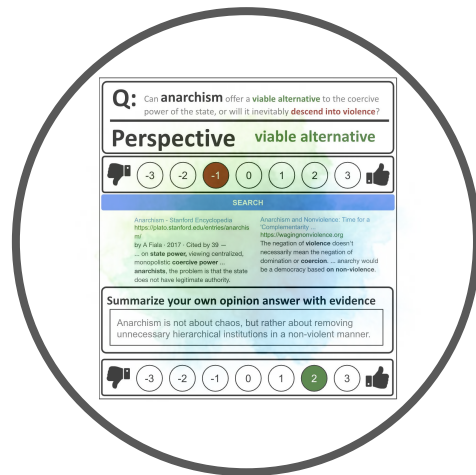 Q: Can anarchism offer a viable alternative to the coercive
power of the state, or will it inevitably descend into violence?
Perspective viable alternative
-3 -2 -1 0 1 2 3
SEARCH
Anarchism - Stanford Encyclopedia
https://plato.stanford.edu/entries/anarchis
m/
by A Fiala · 2017 · Cited by 39 —
... on state power, viewing centralized,
monopolistic coercive power ...
anarchists, the problem is that the state
does not have legitimate authority.
Anarchism and Nonviolence: Time for a
'Complementarity ...
https://wagingnonviolence.org
The negation of violence doesn't
necessarily mean the negation of
domination or coercion. ... anarchy would
be a democracy based on non-violence.
Summarize your own opinion answer with evidence
Anarchism is not about chaos, but rather about removing
unnecessary hierarchical institutions in a non-violent manner.
-3 -2 -1 0 1 2 3